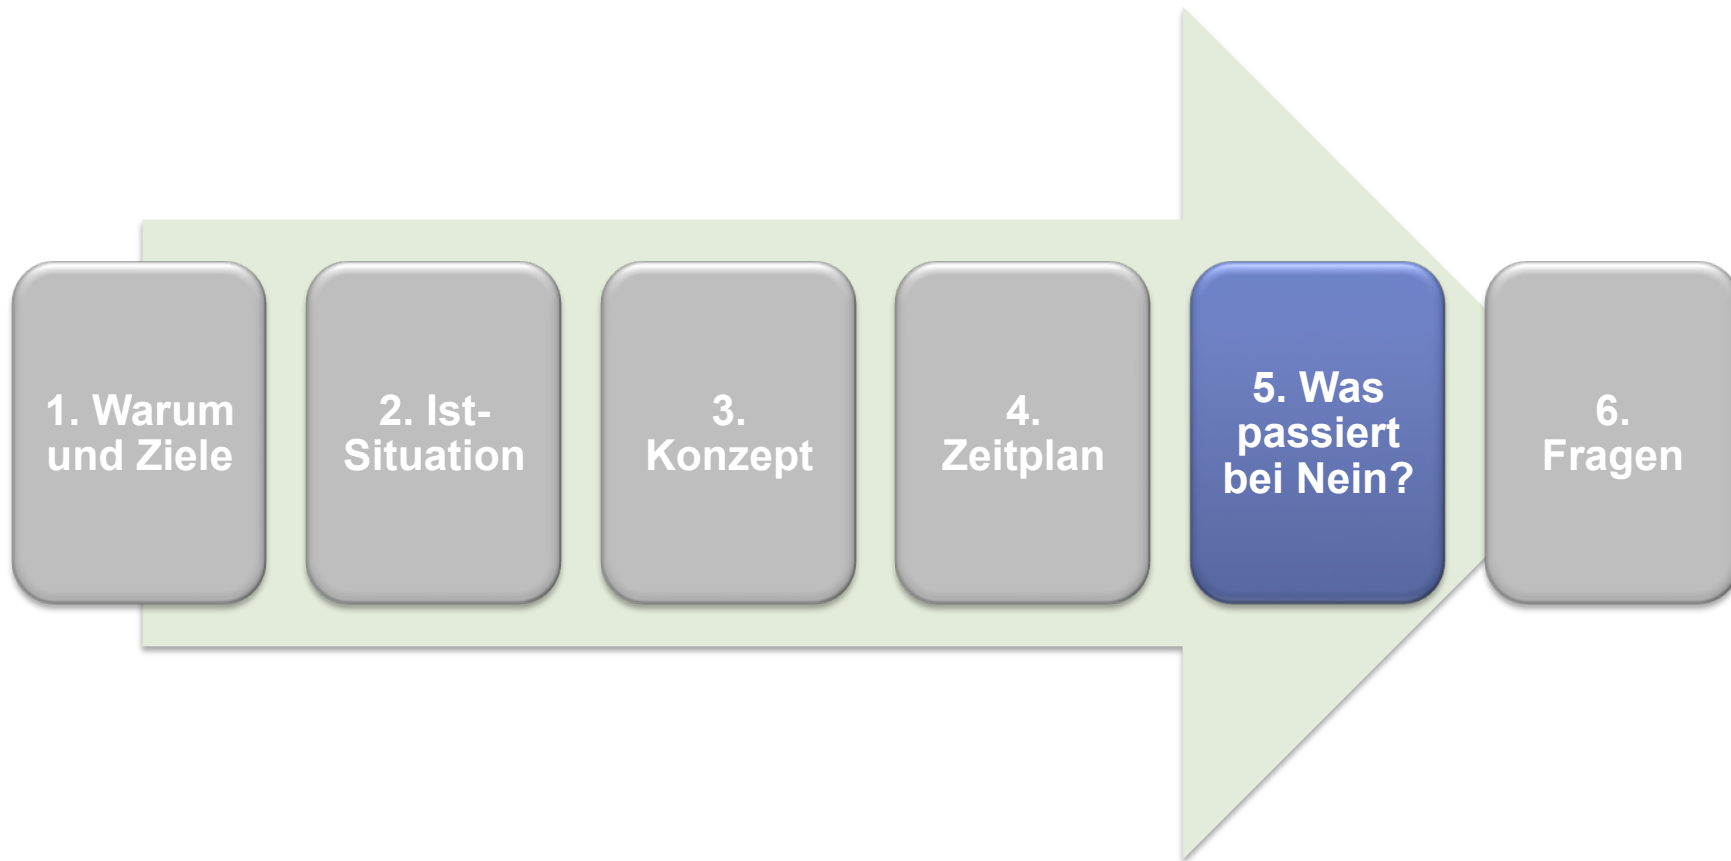 1. Warum
und Ziele
2. Ist-
Situation
3.
Konzept
4.
Zeitplan
5. Was
passiert
bei Nein?
6.
Fragen